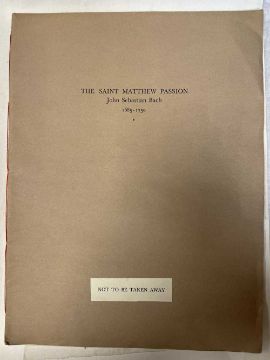 THE SAINT MATTHEW PASSION
John Sebastian Bach
1685-1750
NOT TO BE TAKEN AWAY